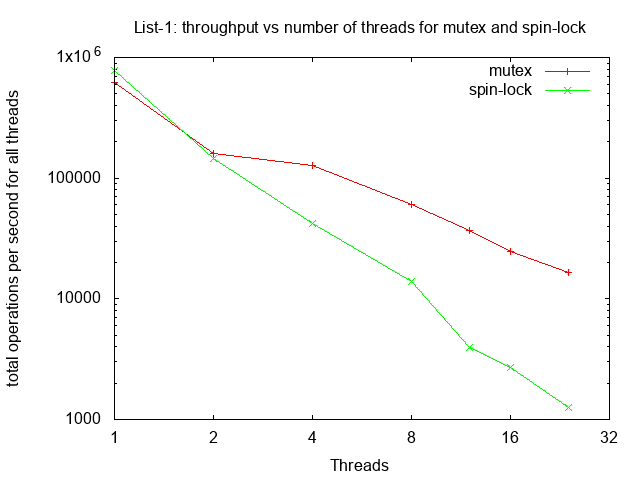 List-1: throughput vs number of threads for mutex and spin-lock
total operations per second for all threads
1x10^6
100000
10000
1000
mutex
spin-lock
1 2 4 8 16 32
Threads